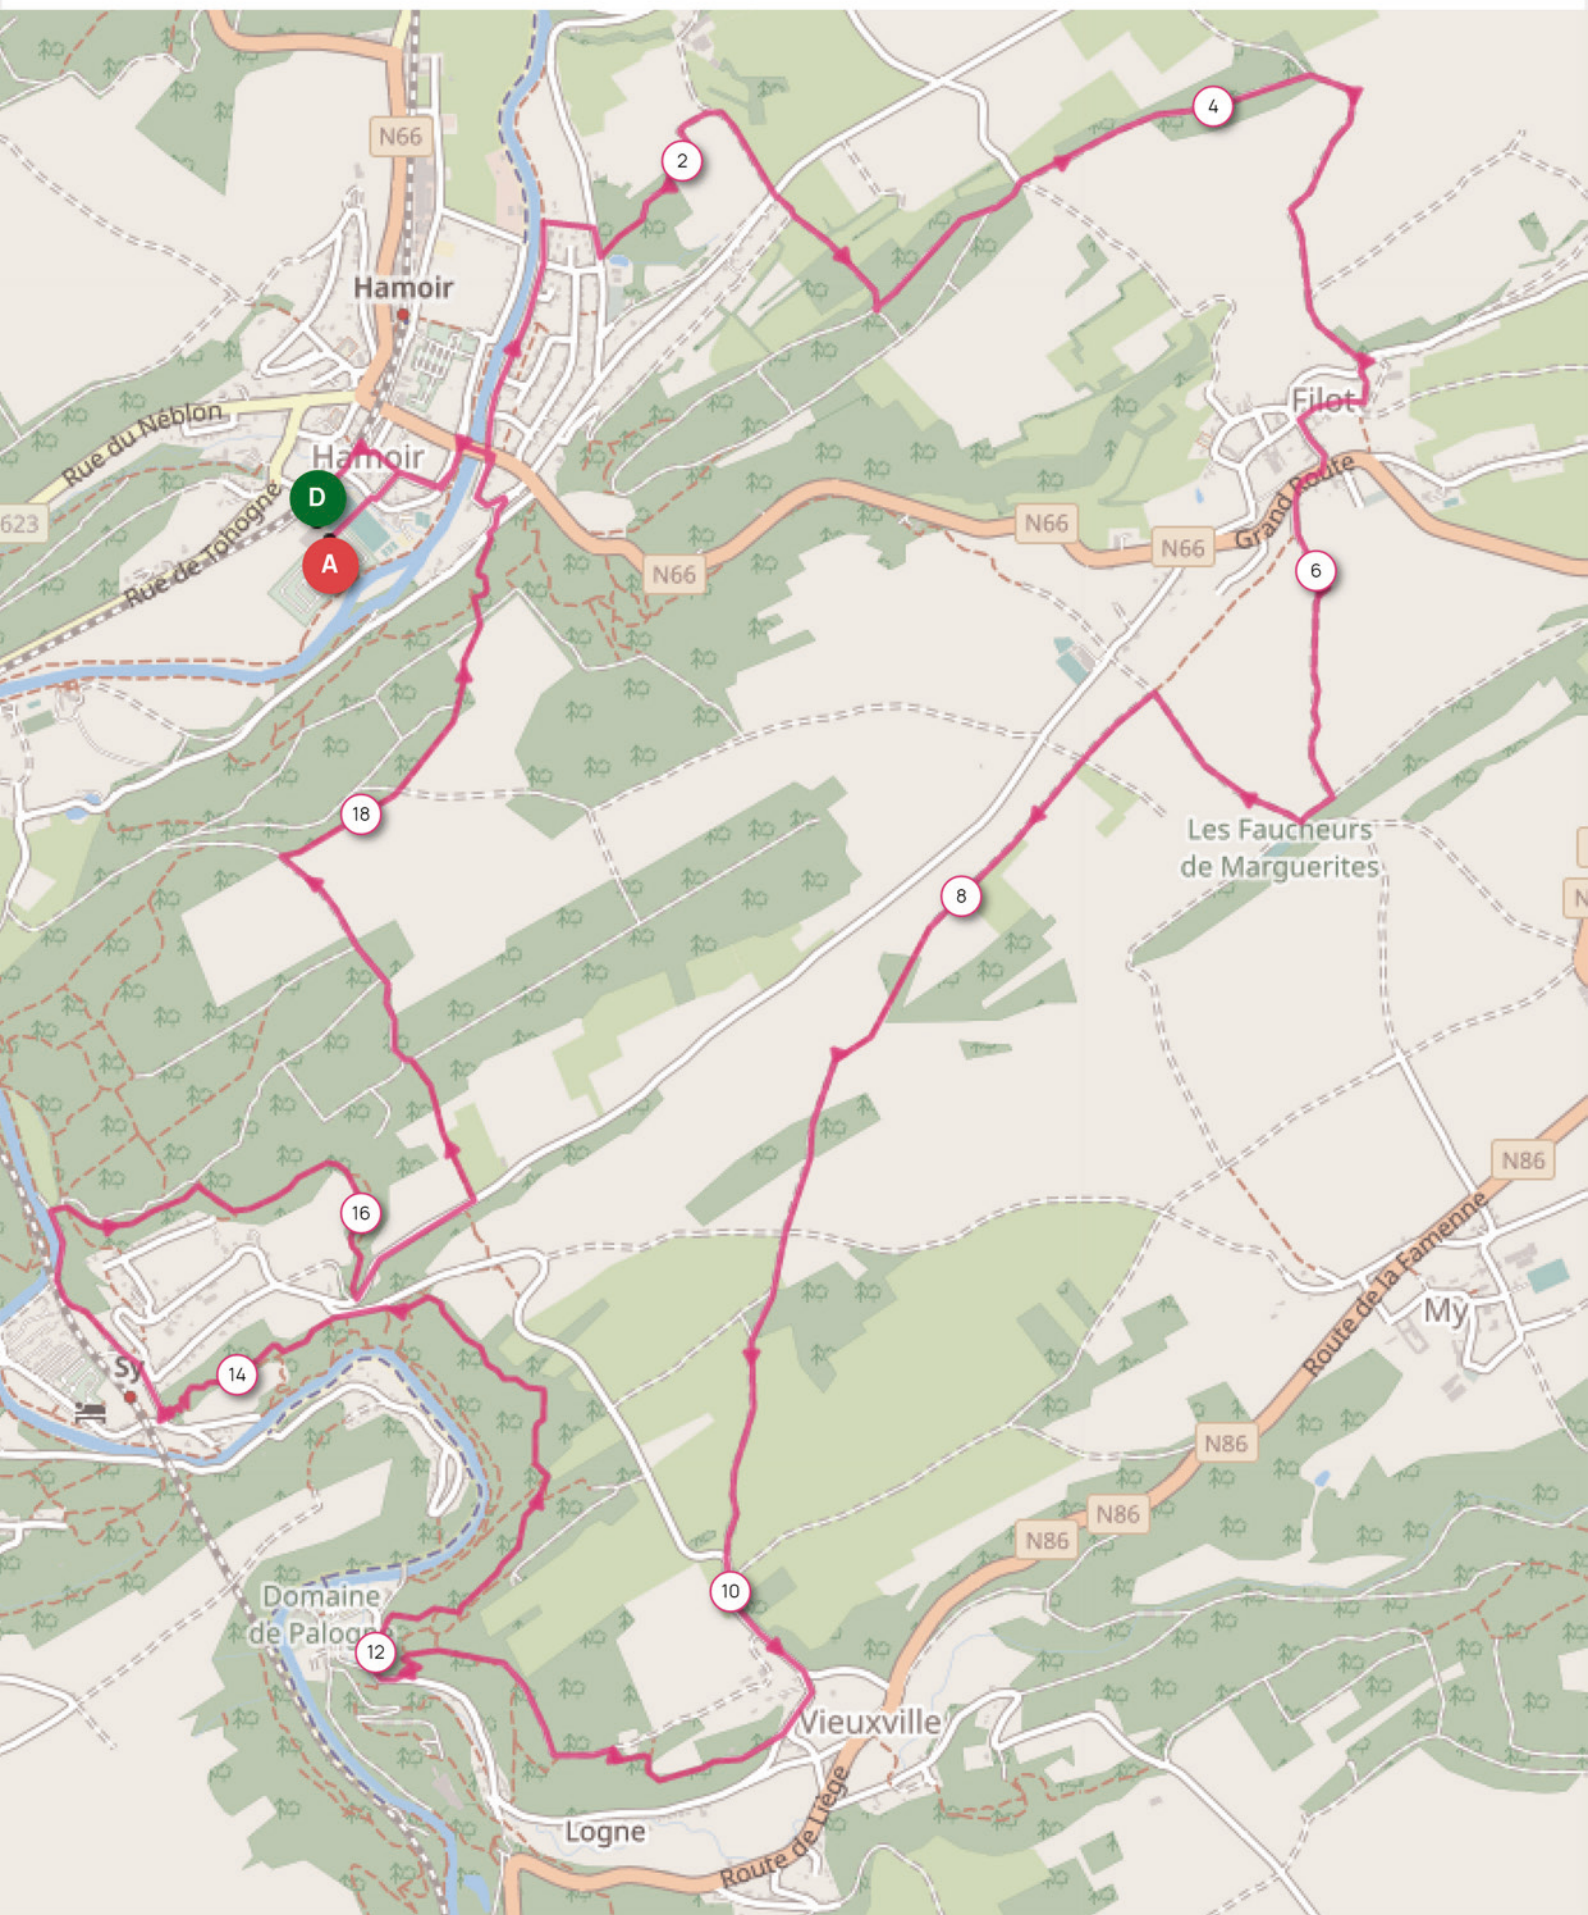 N66
2
4
Hamoir
Filot
Rue du Néblon
Hamoir
D
623
Rue de Tohogne
A
Grand Route
N66
N66
N66
6
18
Les Faucheurs
de Marguerites
8
N
N86
16
Route de la Famenne
My
Sy
14
N86
N86
N86
Domaine
de Palogne
10
12
Vieuxville
Logne
Route de Liège